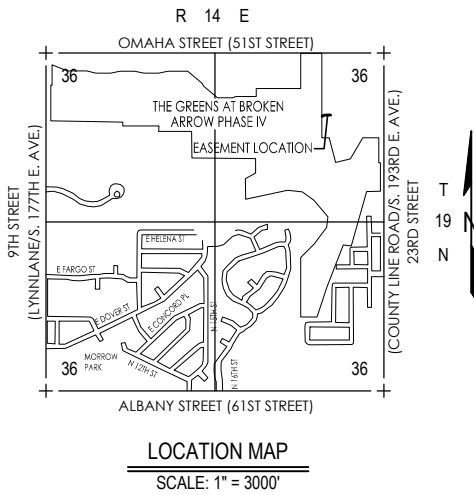 R 14 E
OMAHA STREET (51ST STREET)
36
36
THE GREENS AT BROKEN
ARROW PHASE IV
EASEMENT LOCATION
9TH STREET
(LYNNLANE/S. 177TH E. AVE.)
(COUNTY LINE ROAD/S. 193RD E. AVE.)
23RD STREET
T
19
N
N
E HELENA ST
E FARGO ST
E DOVER ST
E CONCORD PL
N 15TH ST
MORROW
PARK
N 12TH ST
N 16TH ST
36
36
ALBANY STREET (61ST STREET)
LOCATION MAP
SCALE: 1" = 3000'